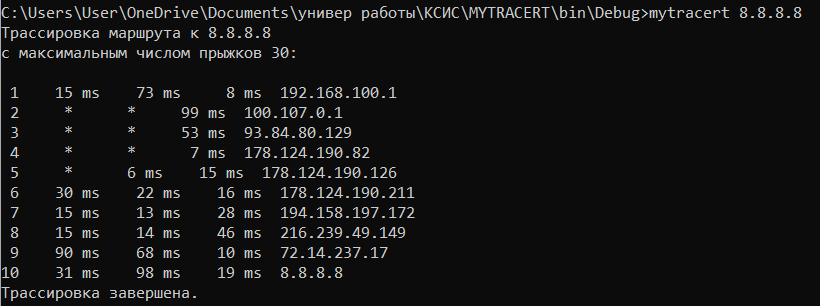 C:\Users\User\OneDrive\Documents\универ работы\КСИС\MYTRACERT\bin\Debug>mytracert 8.8.8.8
Трассировка маршрута к 8.8.8.8
с максимальным числом прыжков 30:

 1    15 ms    73 ms     8 ms  192.168.100.1
 2     *      *     99 ms  100.107.0.1
 3     *      *     53 ms  93.84.80.129
 4     *      *      7 ms  178.124.190.82
 5     *      6 ms    15 ms  178.124.190.126
 6    30 ms    22 ms    16 ms  178.124.190.211
 7    15 ms    13 ms    28 ms  194.158.197.172
 8    15 ms    14 ms    46 ms  216.239.49.149
 9    90 ms    68 ms    10 ms  72.14.237.17
10    31 ms    98 ms    19 ms  8.8.8.8
Трассировка завершена.